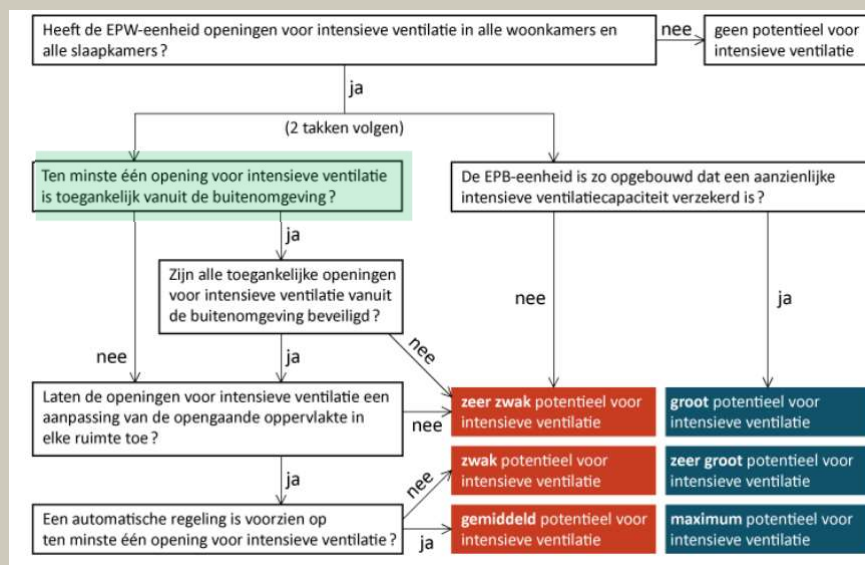 Heeft de EPW-eenheid openingen voor intensieve ventilatie in alle woonkamers en
alle slaapkamers ?
nee
geen potentieel voor
intensieve ventilatie
ja
(2 takken volgen)
Ten minste één opening voor intensieve ventilatie
is toegankelijk vanuit de buitenomgeving ?
De EPB-eenheid is zo opgebouwd dat een aanzienlijke
intensieve ventilatiecapaciteit verzekerd is ?
ja
Zijn alle toegankelijke openingen
voor intensieve ventilatie vanuit
de buitenomgeving beveiligd ?
nee
ja
nee
ja
nee
Laten de openingen voor intensieve ventilatie een
aanpassing van de opengaande oppervlakte in
elke ruimte toe ?
nee
zeer zwak potentieel voor
intensieve ventilatie
groot potentieel voor
intensieve ventilatie
ja
nee
zwak potentieel voor
intensieve ventilatie
zeer groot potentieel voor
intensieve ventilatie
Een automatische regeling is voorzien op
ten minste één opening voor intensieve ventilatie ?
ja
gemiddeld potentieel voor
intensieve ventilatie
maximum potentieel voor
intensieve ventilatie